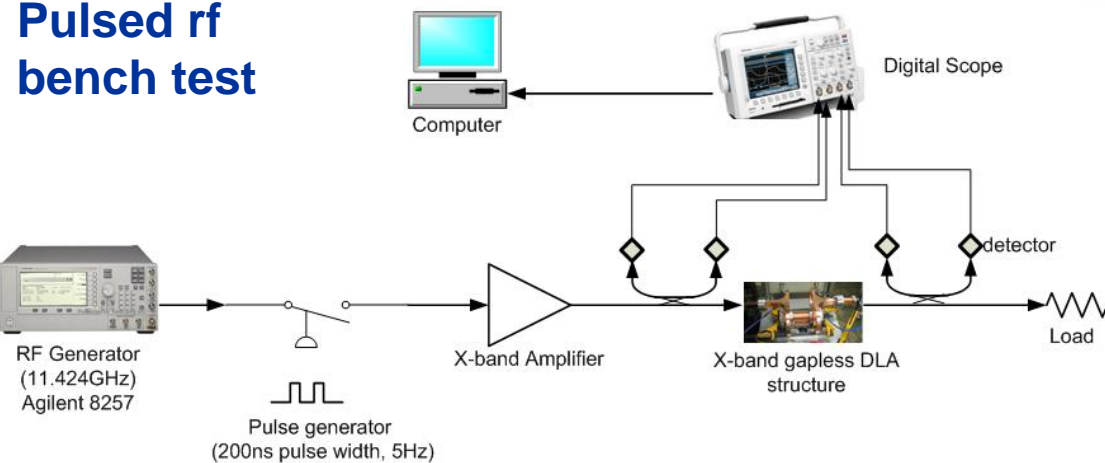 Pulsed rf
bench test
Computer
Digital Scope
detector
RF Generator
(11.424GHz)
Agilent 8257
Pulse generator
(200ns pulse width, 5Hz)
X-band Amplifier
X-band gapless DLA
structure
Load